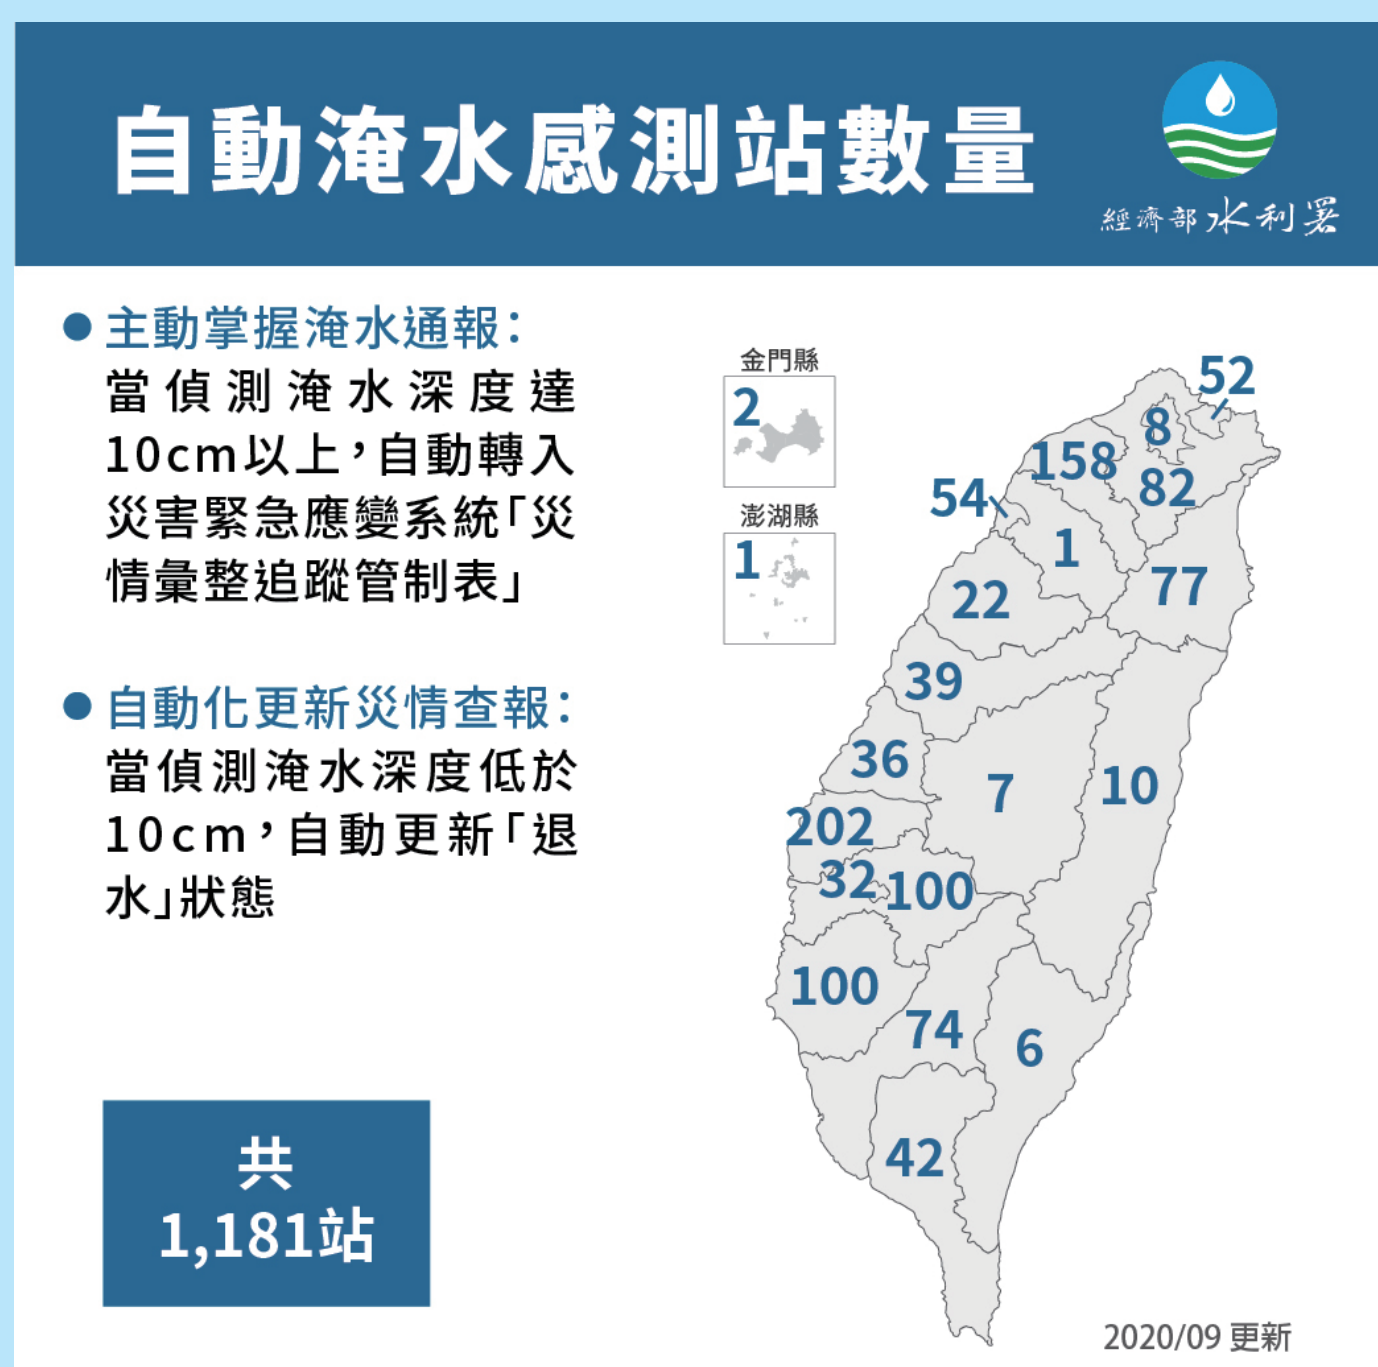 自動淹水感測站數量
經濟部水利署
主動掌握淹水通報：
當偵測淹水深度達
10cm以上，自動轉入
災害緊急應變系統「災
情彙整追蹤管制表」
自動化更新災情查報：
當偵測淹水深度低於
10cm，自動更新「退
水」狀態
共
1,181站
金門縣
2
澎湖縣
1
52
8
158
82
54
1
77
22
39
36
7
10
202
32
100
100
74
6
42
2020/09 更新